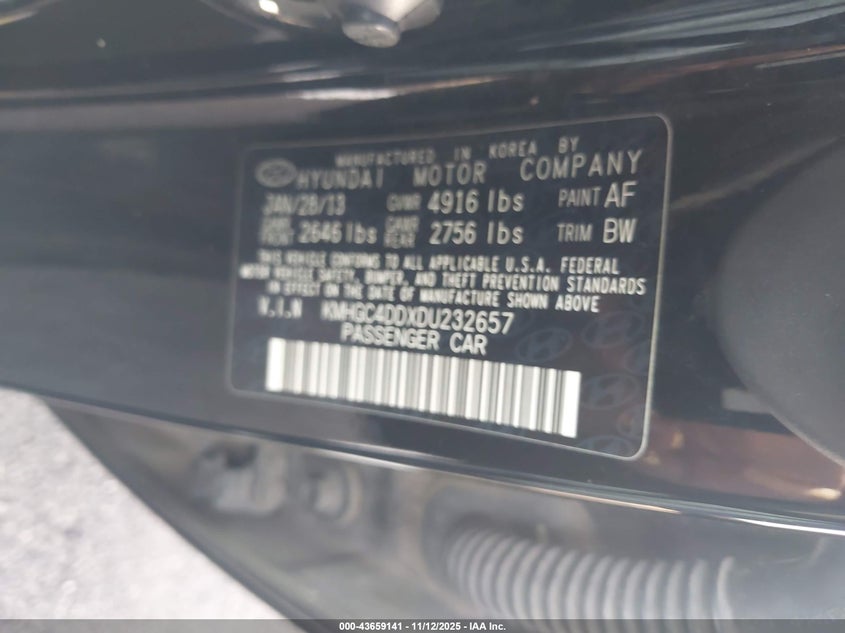 MANUFACTURED IN KOREA BY
HYUNDAI MOTOR COMPANY
JAN/28/13 GVWR 4916 lbs PAINT AF
GAWR FRONT 2646 lbs GAWR REAR 2756 lbs TRIM BW
THIS VEHICLE CONFORMS TO ALL APPLICABLE U.S.A. FEDERAL
MOTOR VEHICLE SAFETY, BUMPER, AND THEFT PREVENTION STANDARDS
IN EFFECT ON THE DATE OF MANUFACTURE SHOWN ABOVE
V.I.N KMHGC4DDXDU232657
PASSENGER CAR
000-43659141 - 11/12/2025 - IAA Inc.